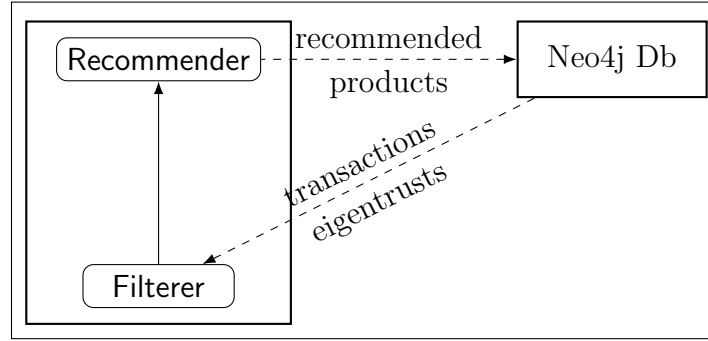 Recommender
recommended
products
Neo4j Db
transactions
eigentrusts
Filterer